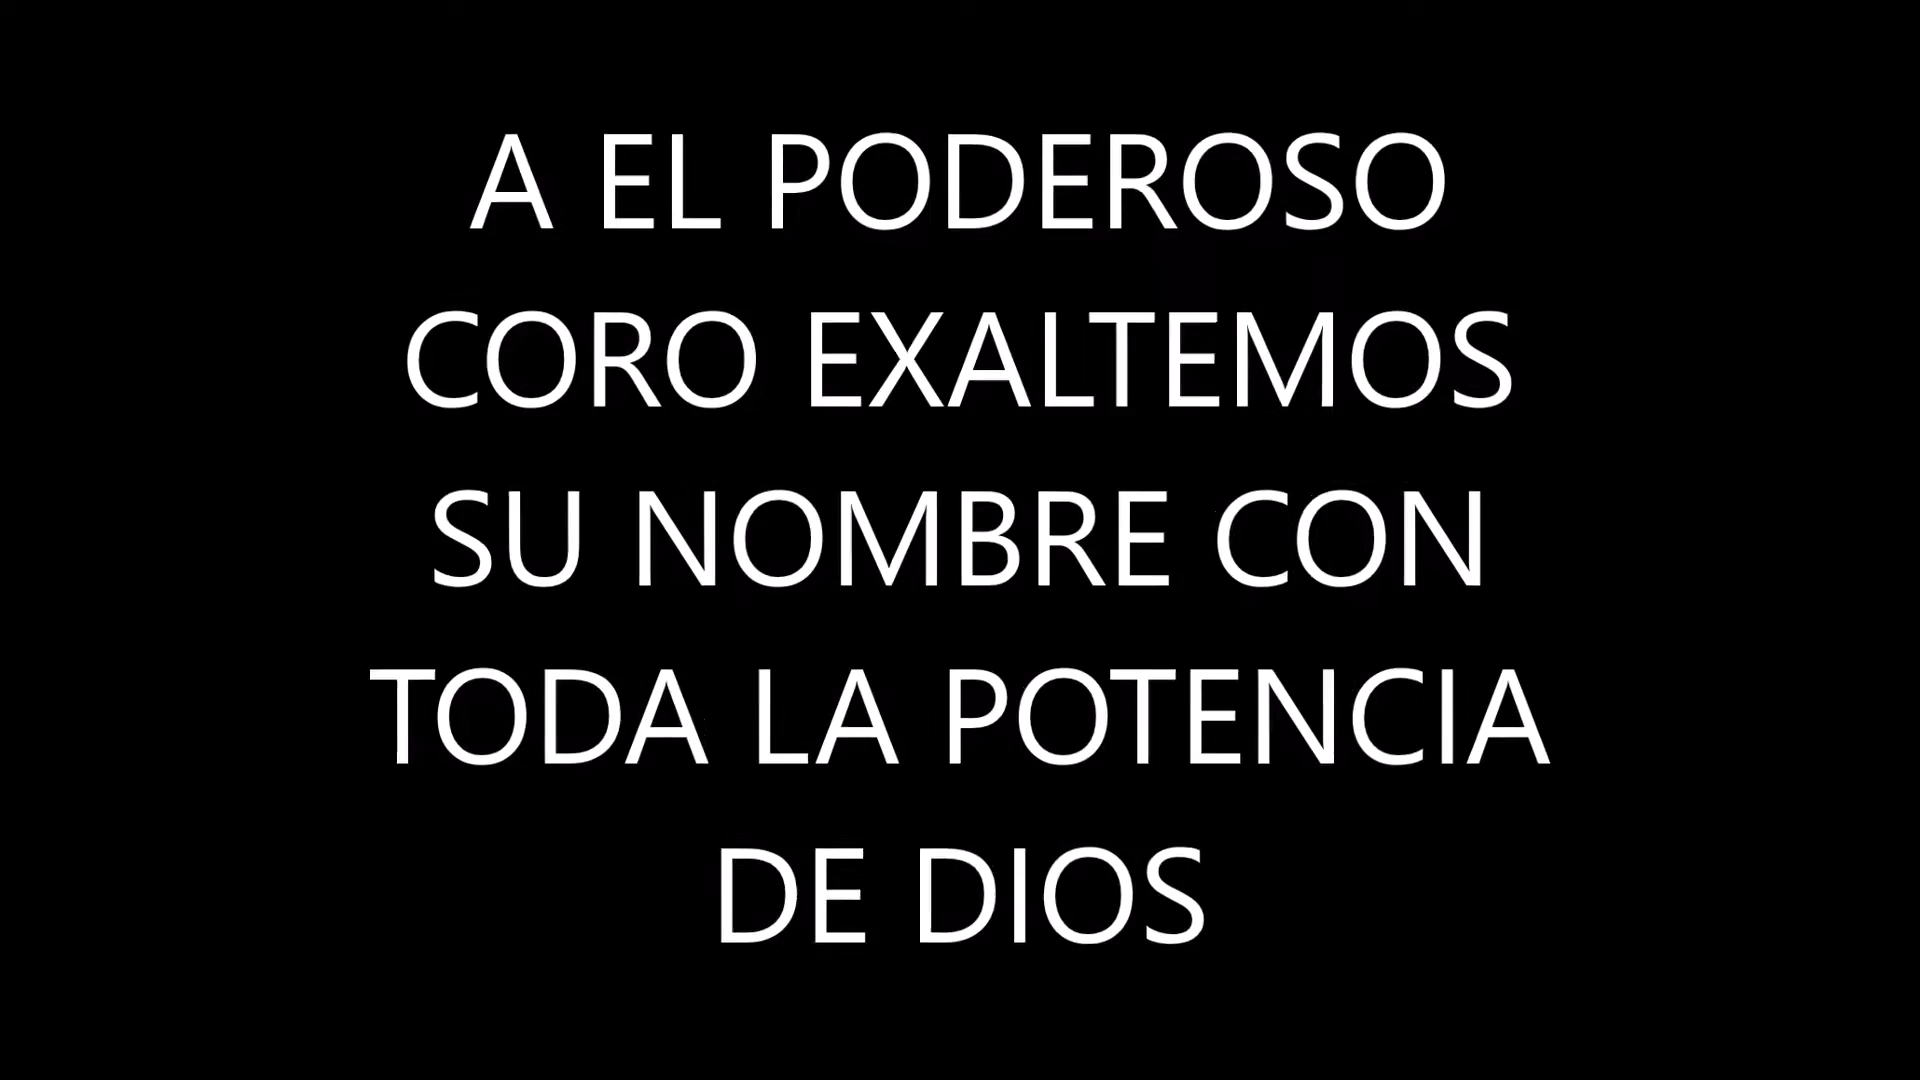 A EL PODEROSO
CORO EXALTEMOS
SU NOMBRE CON
TODA LA POTENCIA
DE DIOS